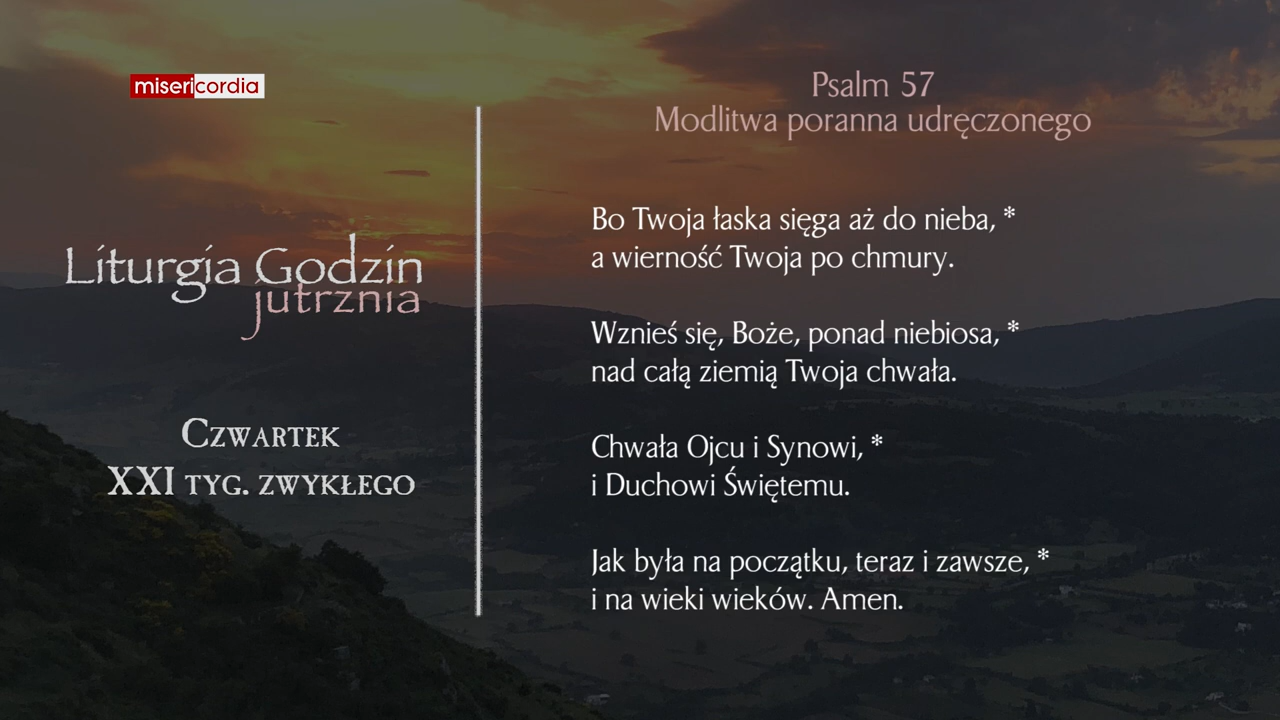 misericordia
Liturgia Godzin
jutrznia
Czwartek
XXI tyg. zwykłego
Psalm 57
Modlitwa poranna udręczonego
Bo Twoja łaska sięga aż do nieba, *
a wierność Twoja po chmury.
Wznieś się, Boże, ponad niebiosa, *
nad całą ziemią Twoja chwała.
Chwała Ojcu i Synowi, *
i Duchowi Świętemu.
Jak była na początku, teraz i zawsze, *
i na wieki wieków. Amen.